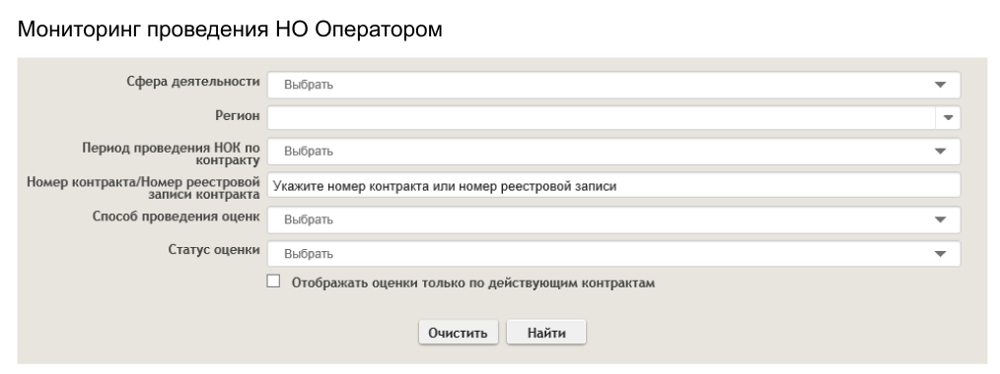 Мониторинг проведения НО Оператором
Сфера деятельности
Выбрать
Регион
Период проведения НОК по
контракту
Выбрать
Номер контракта/Номер реестровой
записи контракта
Укажите номер контракта или номер реестровой записи
Способ проведения оценк
Выбрать
Статус оценки
Выбрать
Отображать оценки только по действующим контрактам
Очистить
Найти